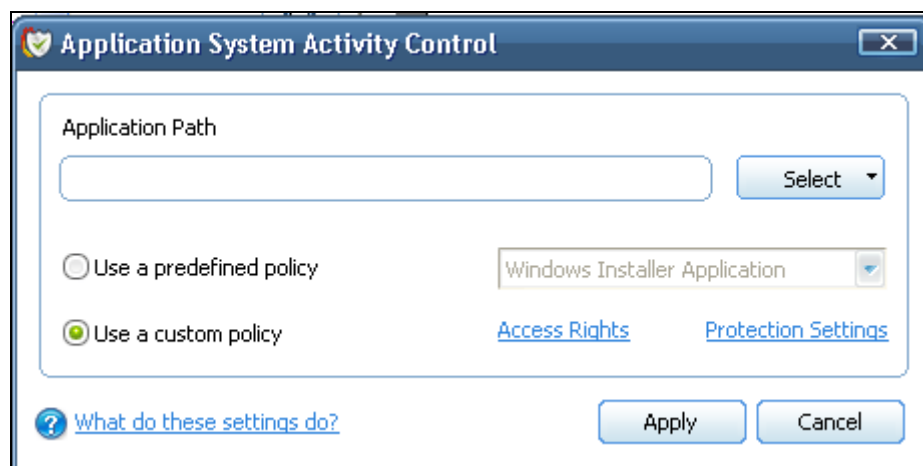 Application System Activity Control
Application Path
Select
Use a predefined policy
Windows Installer Application
Use a custom policy
Access Rights
Protection Settings
? What do these settings do?
Apply
Cancel